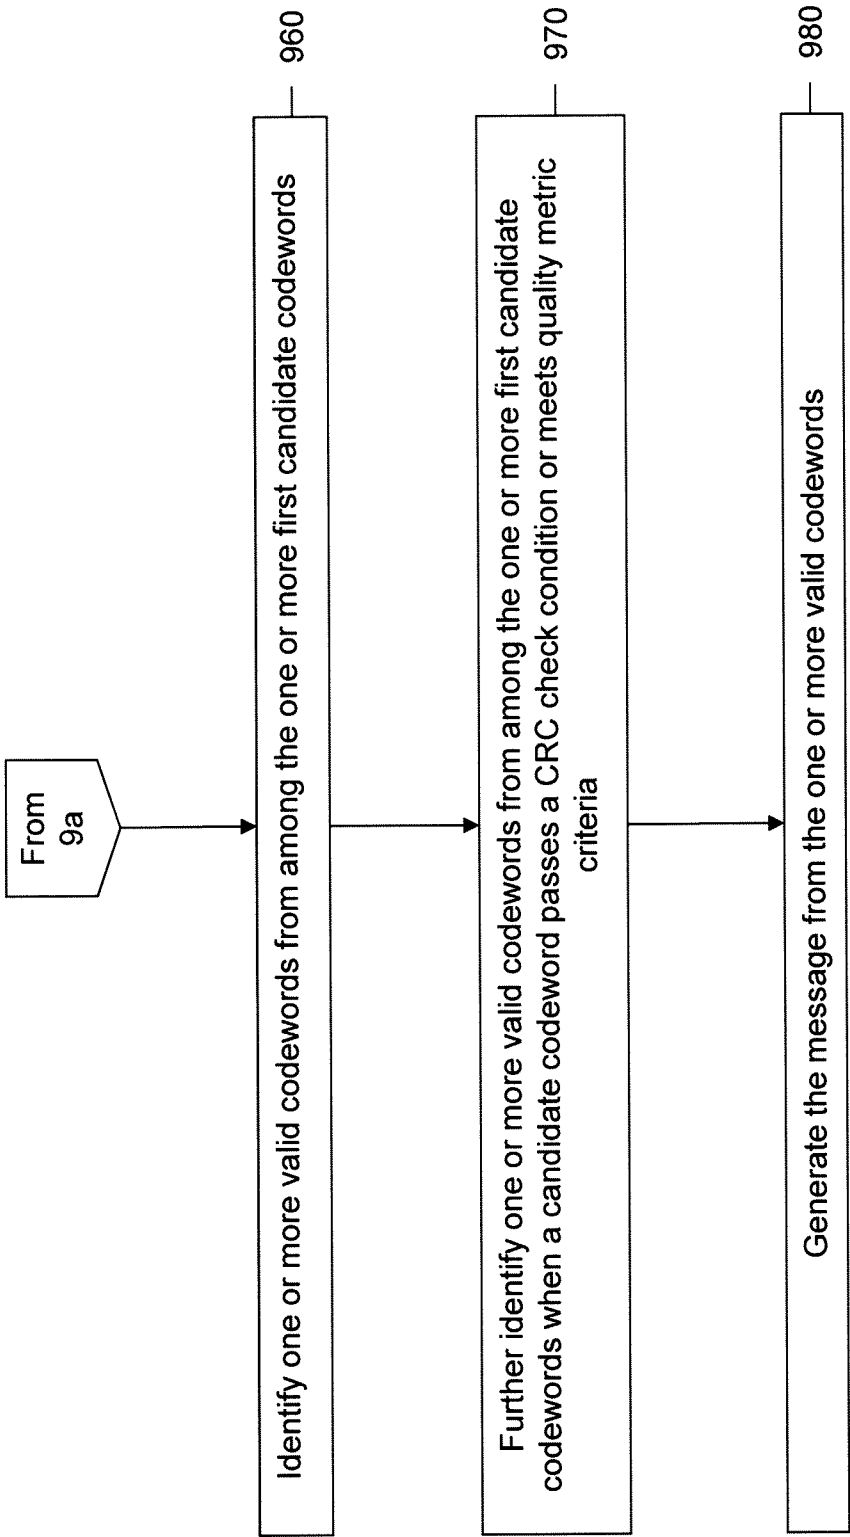 From
9a
Identify one or more valid codewords from among the one or more first candidate codewords
960
Further identify one or more valid codewords from among the one or more first candidate
codewords when a candidate codeword passes a CRC check condition or meets quality metric
criteria
970
Generate the message from the one or more valid codewords
980